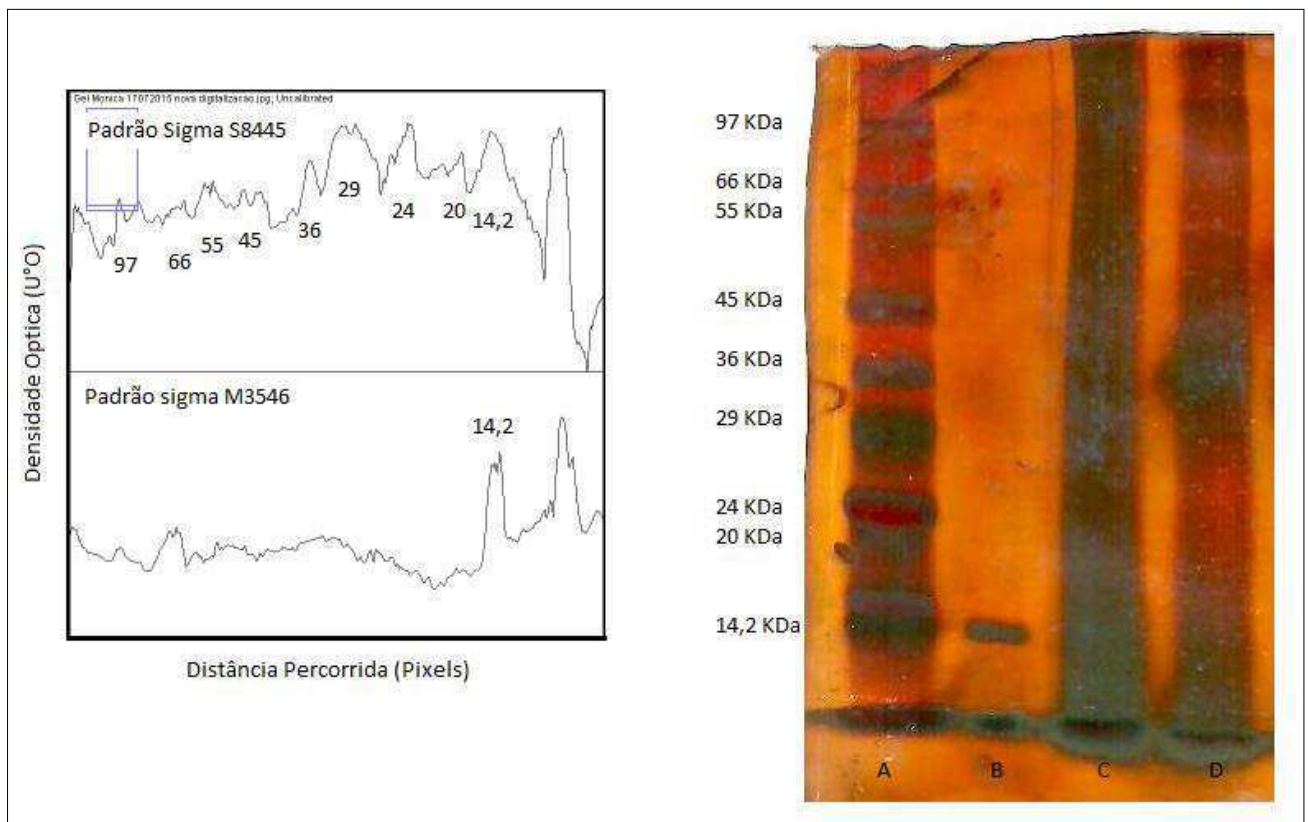 Gel Monica 17072015 nova digitalizacao.jpg; Uncalibrated
Padrão Sigma S8445
97
66
55
45
36
29
24
20
14,2
Padrão sigma M3546
14,2
Densidade Optica (U°O)
Distância Percorrida (Pixels)
97 KDa
66 KDa
55 KDa
45 KDa
36 KDa
29 KDa
24 KDa
20 KDa
14,2 KDa
A B C D